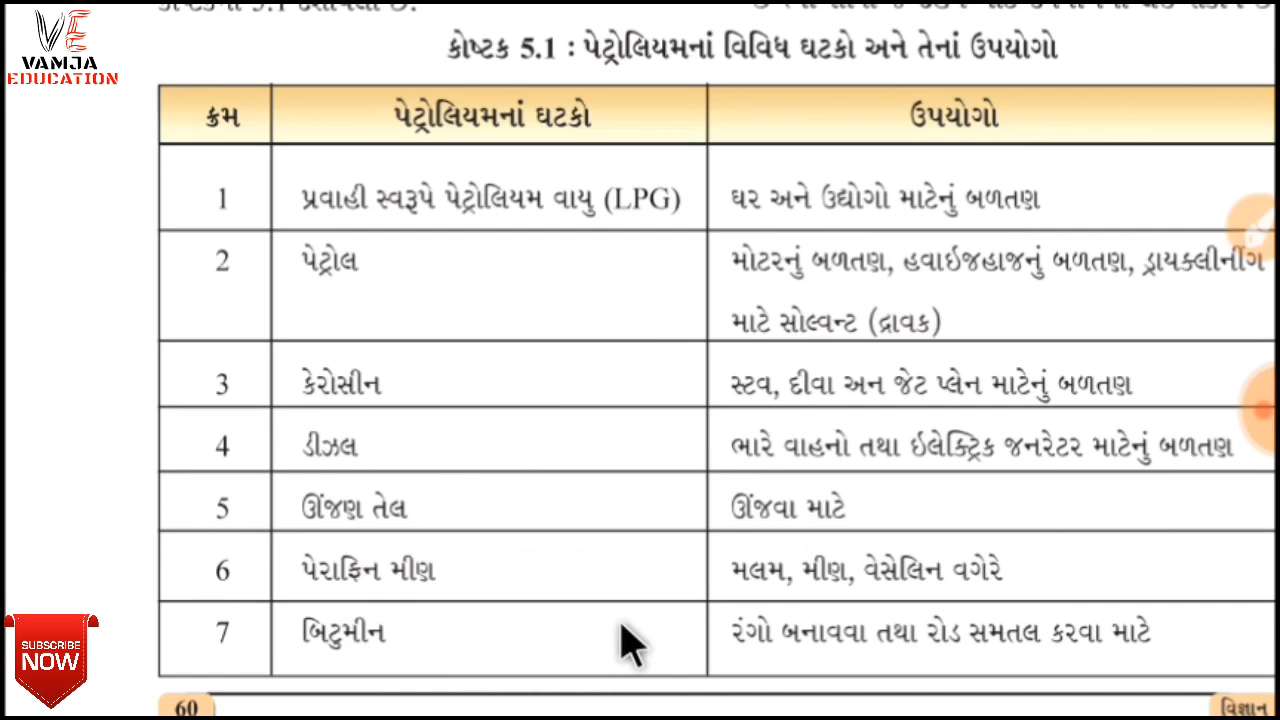 VE
VAMJA
EDUCATION
કોષ્ટક 5.1 : પેટ્રોલિયમનાં વિવિધ ઘટકો અને તેનાં ઉપયોગો
ક્રમ પેટ્રોલિયમનાં ઘટકો ઉપયોગો
1 પ્રવાહી સ્વરૂપે પેટ્રોલિયમ વાયુ (LPG) ઘર અને ઉદ્યોગો માટેનું બળતણ
2 પેટ્રોલ મોટરનું બળતણ, હવાઇજહાજનું બળતણ, ડ્રાયક્લીનીંગ
માટે સોલ્વન્ટ (દ્રાવક)
3 કેરોસીન સ્ટવ, દીવા અન જેટ પ્લેન માટેનું બળતણ
4 ડીઝલ ભારે વાહનો તથા ઇલેક્ટ્રિક જનરેટર માટેનું બળતણ
5 ઊંજણ તેલ ઊંજવા માટે
6 પેરાફિન મીણ મલમ, મીણ, વેસેલિન વગેરે
7 બિટુમીન રંગો બનાવવા તથા રોડ સમતલ કરવા માટે
SUBSCRIBE
NOW
60 વિજ્ઞાન